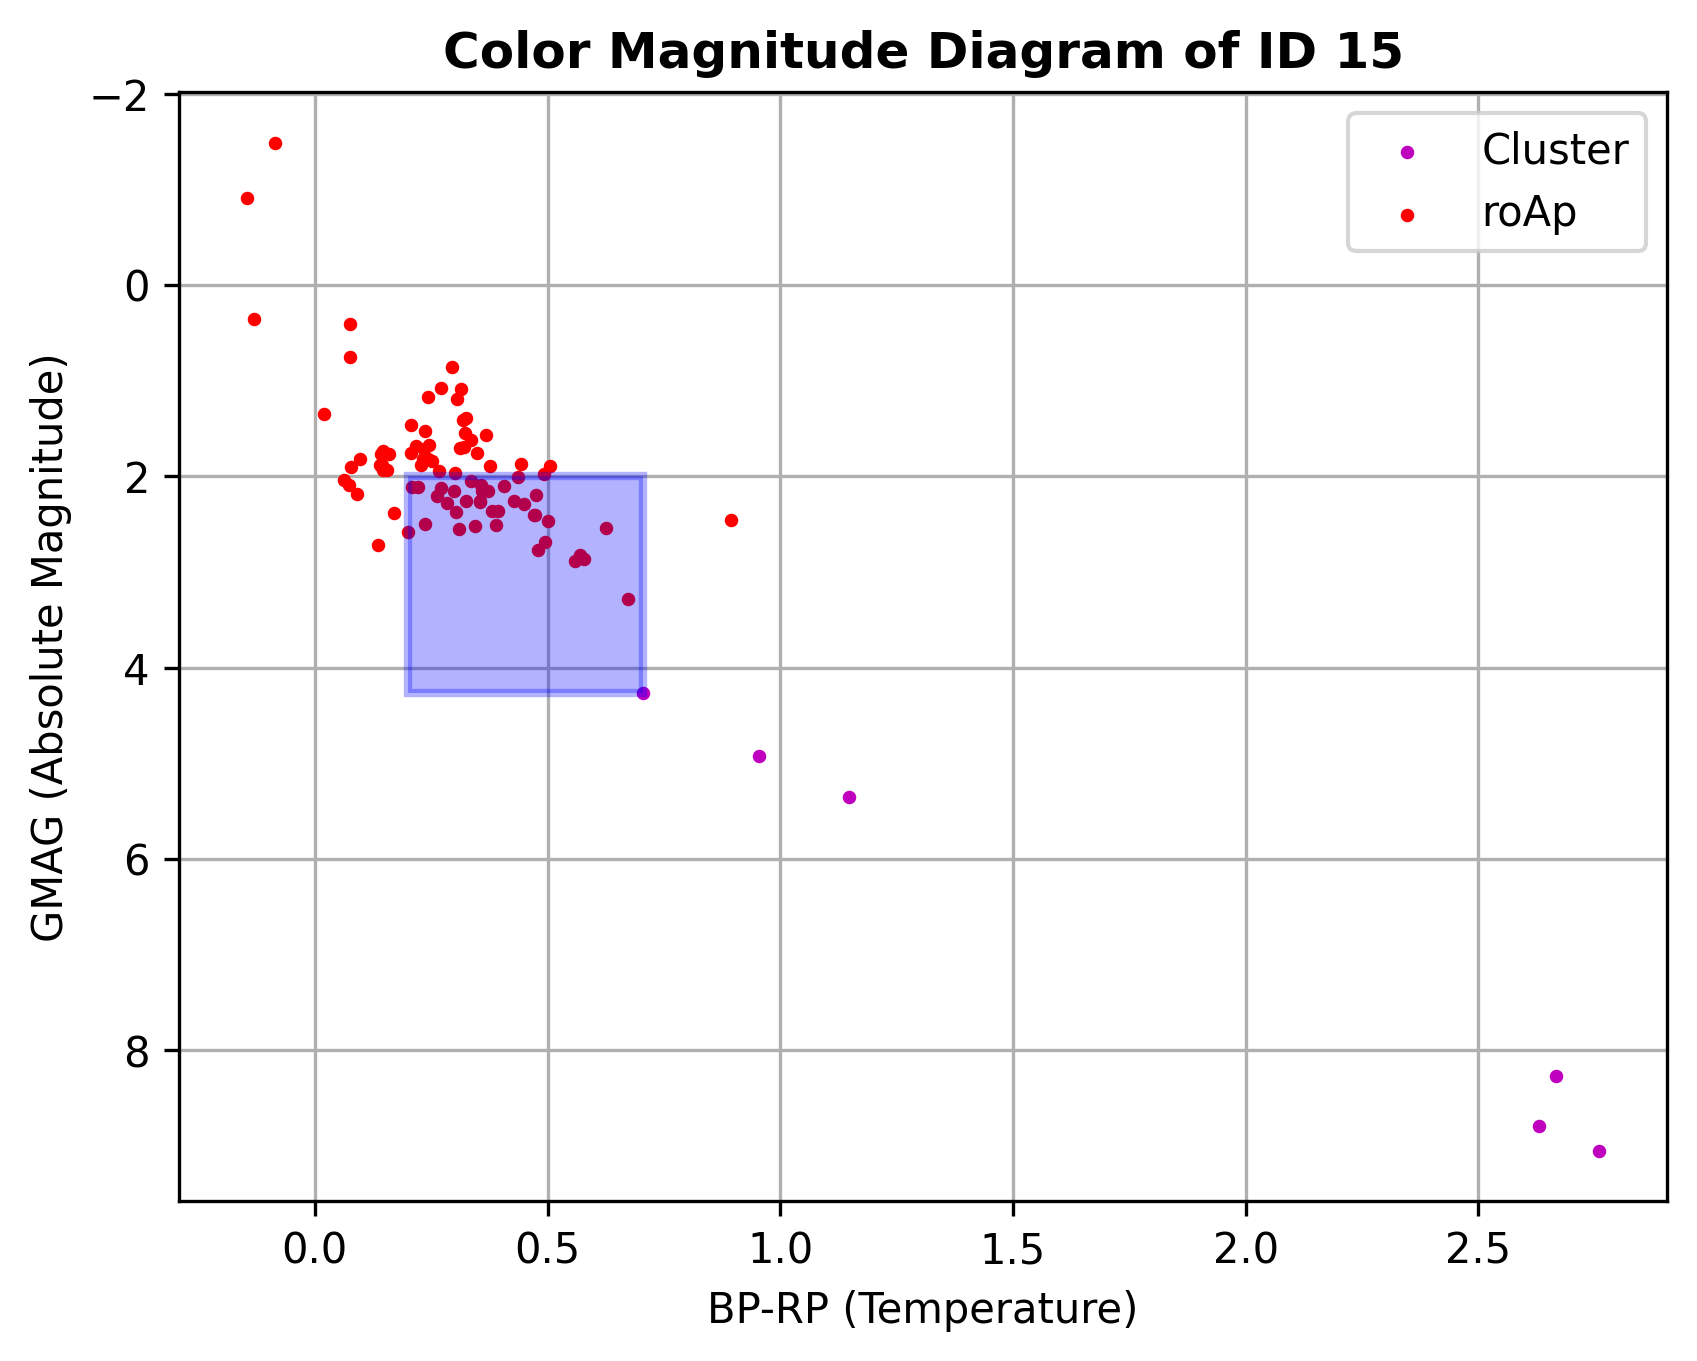 Color Magnitude Diagram of ID 15
Cluster
roAp
GMAG (Absolute Magnitude)
−2
0
2
4
6
8
0.0 0.5 1.0 1.5 2.0 2.5
BP-RP (Temperature)